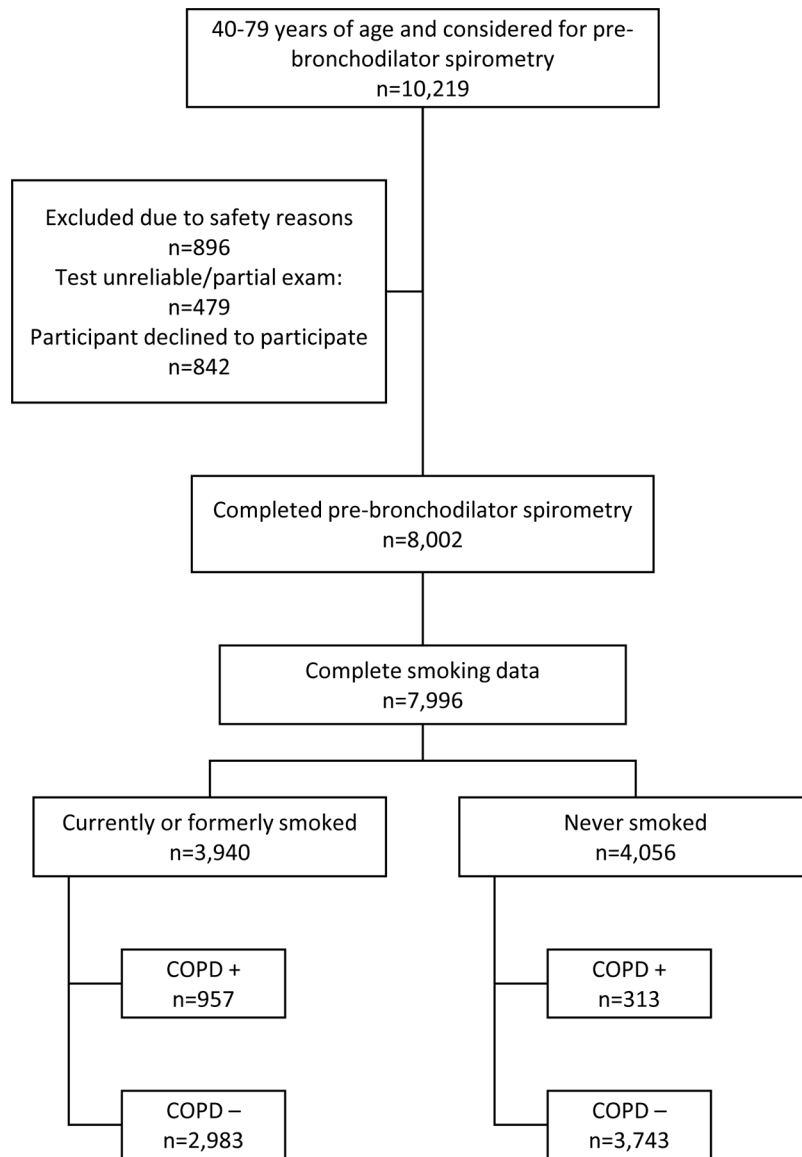 40-79 years of age and considered for pre-
bronchodilator spirometry
n=10,219
Excluded due to safety reasons
n=896
Test unreliable/partial exam:
n=479
Participant declined to participate
n=842
Completed pre-bronchodilator spirometry
n=8,002
Complete smoking data
n=7,996
Currently or formerly smoked
n=3,940
Never smoked
n=4,056
COPD +
n=957
COPD +
n=313
COPD –
n=2,983
COPD –
n=3,743